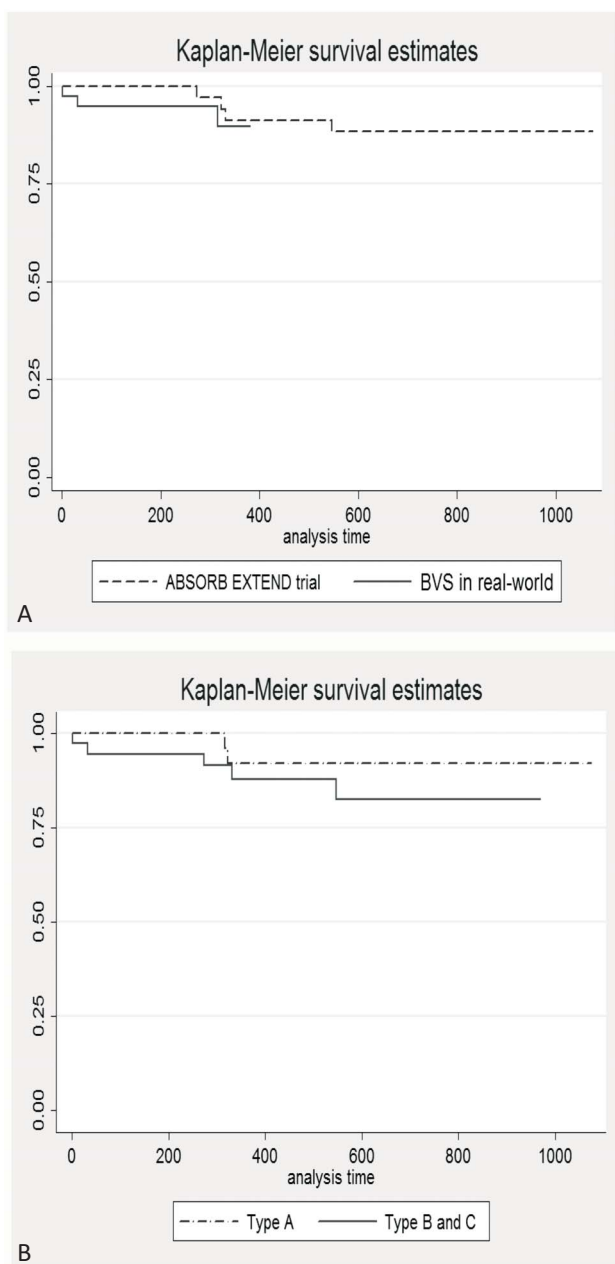 Kaplan-Meier survival estimates
1.00
0.75
0.50
0.25
0.00
0 200 400 600 800 1000
analysis time
ABSORB EXTEND trial BVS in real-world
A
Kaplan-Meier survival estimates
1.00
0.75
0.50
0.25
0.00
0 200 400 600 800 1000
analysis time
Type A Type B and C
B